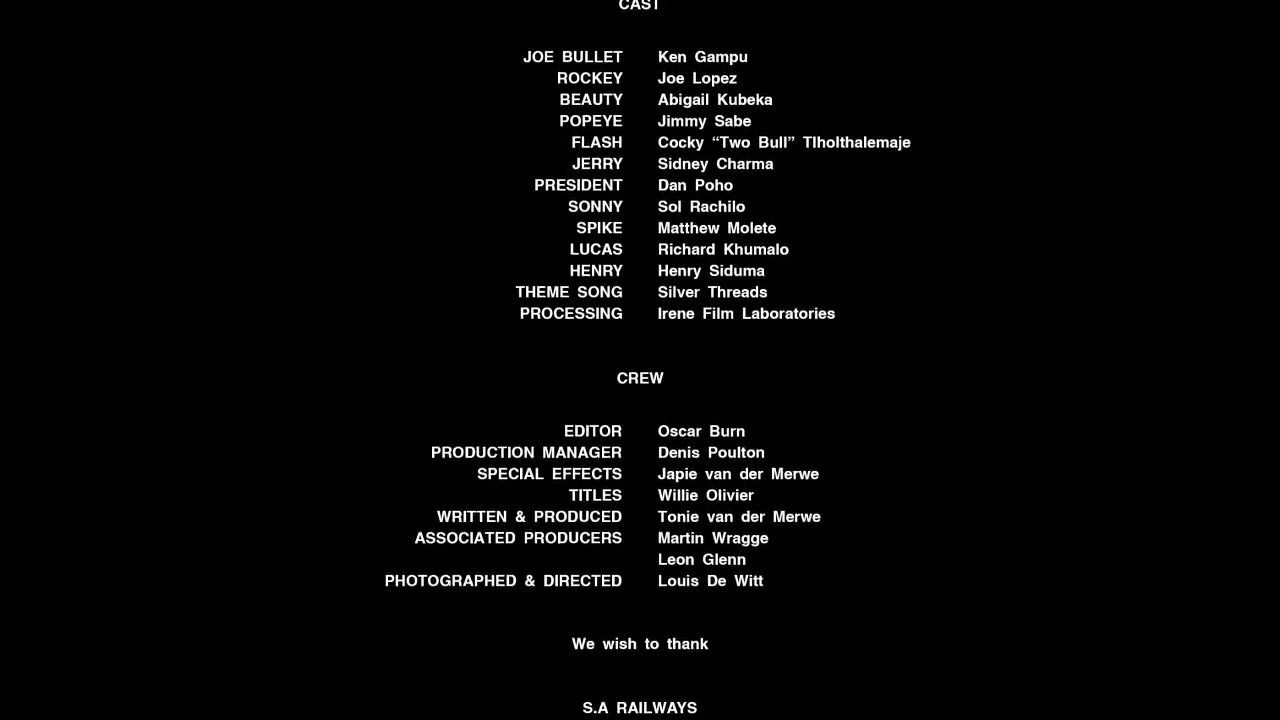 CAST
JOE BULLET Ken Gampu
ROCKEY Joe Lopez
BEAUTY Abigail Kubeka
POPEYE Jimmy Sabe
FLASH Cocky “Two Bull” Tlholthalemaje
JERRY Sidney Charma
PRESIDENT Dan Poho
SONNY Sol Rachilo
SPIKE Matthew Molete
LUCAS Richard Khumalo
HENRY Henry Siduma
THEME SONG Silver Threads
PROCESSING Irene Film Laboratories
CREW
EDITOR Oscar Burn
PRODUCTION MANAGER Denis Poulton
SPECIAL EFFECTS Japie van der Merwe
TITLES Willie Olivier
WRITTEN & PRODUCED Tonie van der Merwe
ASSOCIATED PRODUCERS Martin Wragge
Leon Glenn
PHOTOGRAPHED & DIRECTED Louis De Witt
We wish to thank
S.A RAILWAYS